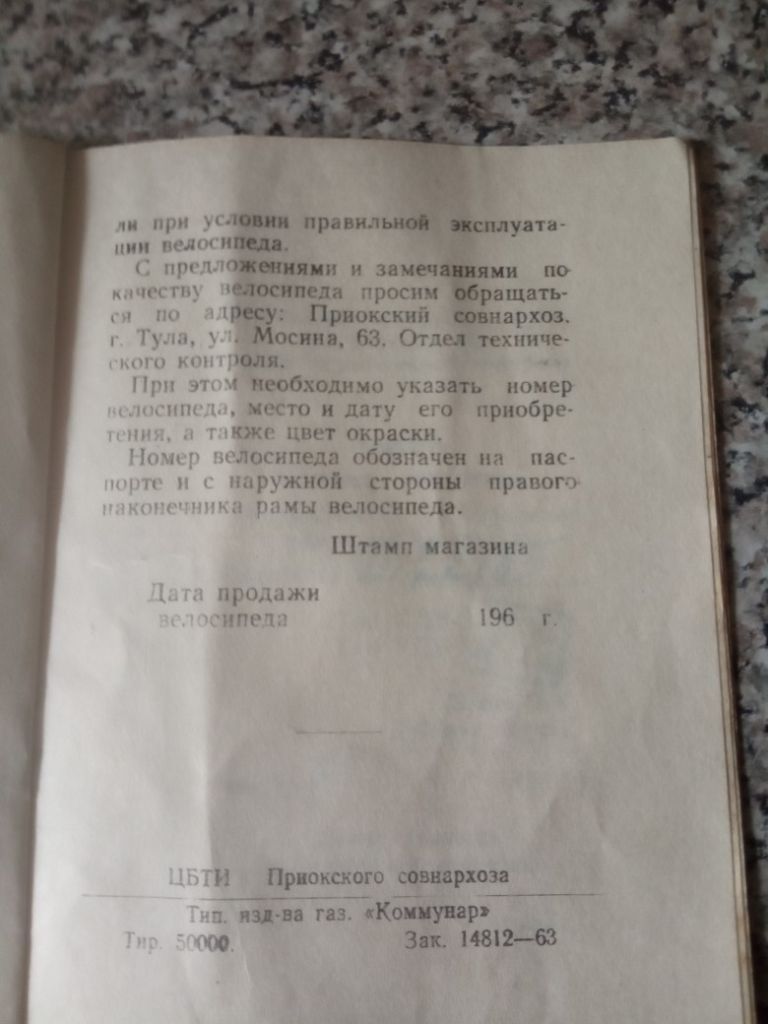 ли при условии правильной эксплуата-
ции велосипеда.
С предложениями и замечаниями по
качеству велосипеда просим обращать-
ся по адресу: Приокский совнархоз.
г. Тула, ул. Мосина, 63. Отдел техниче-
ского контроля.
При этом необходимо указать номер
велосипеда, место и дату его приобре-
тения, а также цвет окраски.
Номер велосипеда обозначен на пас-
порте и с наружной стороны правого
наконечника рамы велосипеда.
Штамп магазина
Дата продажи
велосипеда 196 г.
ЦБТИ Приокского совнархоза
Тип. изд-ва газ. «Коммунар»
Тир. 50000. Зак. 14812—63